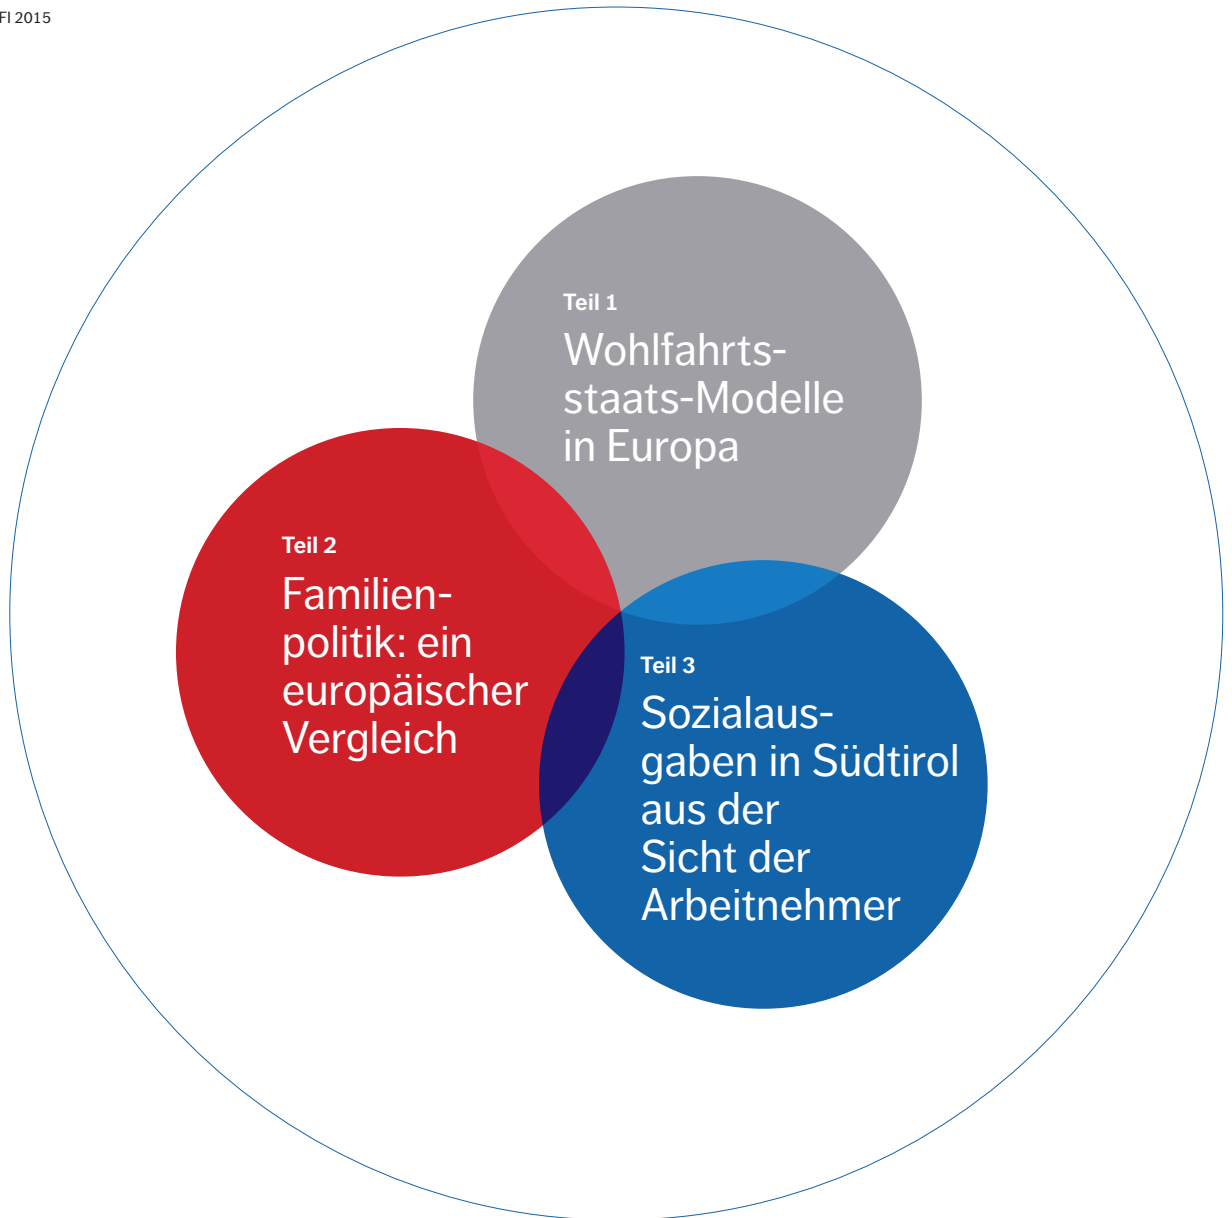 FI 2015
Teil 1
Wohlfahrts-
staats-Modelle
in Europa
Teil 2
Familien-
politik: ein
europäischer
Vergleich
Teil 3
Sozialaus-
gaben in Südtirol
aus der
Sicht der
Arbeitnehmer